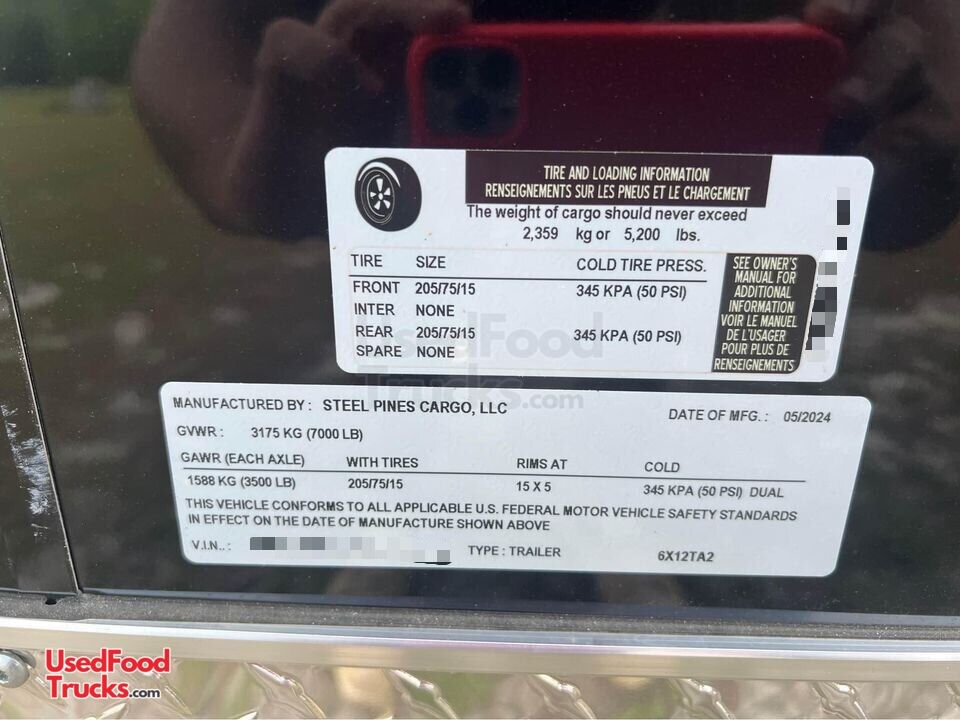 TIRE AND LOADING INFORMATION
RENSEIGNEMENTS SUR LES PNEUS ET LE CHARGEMENT
The weight of cargo should never exceed
2,359 kg or 5,200 lbs.
TIRE SIZE COLD TIRE PRESS.
FRONT 205/75/15 345 KPA (50 PSI)
INTER NONE
REAR 205/75/15 345 KPA (50 PSI)
SPARE NONE
SEE OWNER'S
MANUAL FOR
ADDITIONAL
INFORMATION
VOIR LE MANUEL
DE L'USAGER
POUR PLUS DE
RENSEIGNEMENTS
UsedFood
Trucks.com
MANUFACTURED BY : STEEL PINES CARGO, LLC DATE OF MFG. : 05/2024
GVWR : 3175 KG (7000 LB)
GAWR (EACH AXLE) WITH TIRES RIMS AT COLD
1588 KG (3500 LB) 205/75/15 15 X 5 345 KPA (50 PSI) DUAL
THIS VEHICLE CONFORMS TO ALL APPLICABLE U.S. FEDERAL MOTOR VEHICLE SAFETY STANDARDS
IN EFFECT ON THE DATE OF MANUFACTURE SHOWN ABOVE
V.I.N.. : TYPE : TRAILER 6X12TA2
UsedFood
Trucks.com